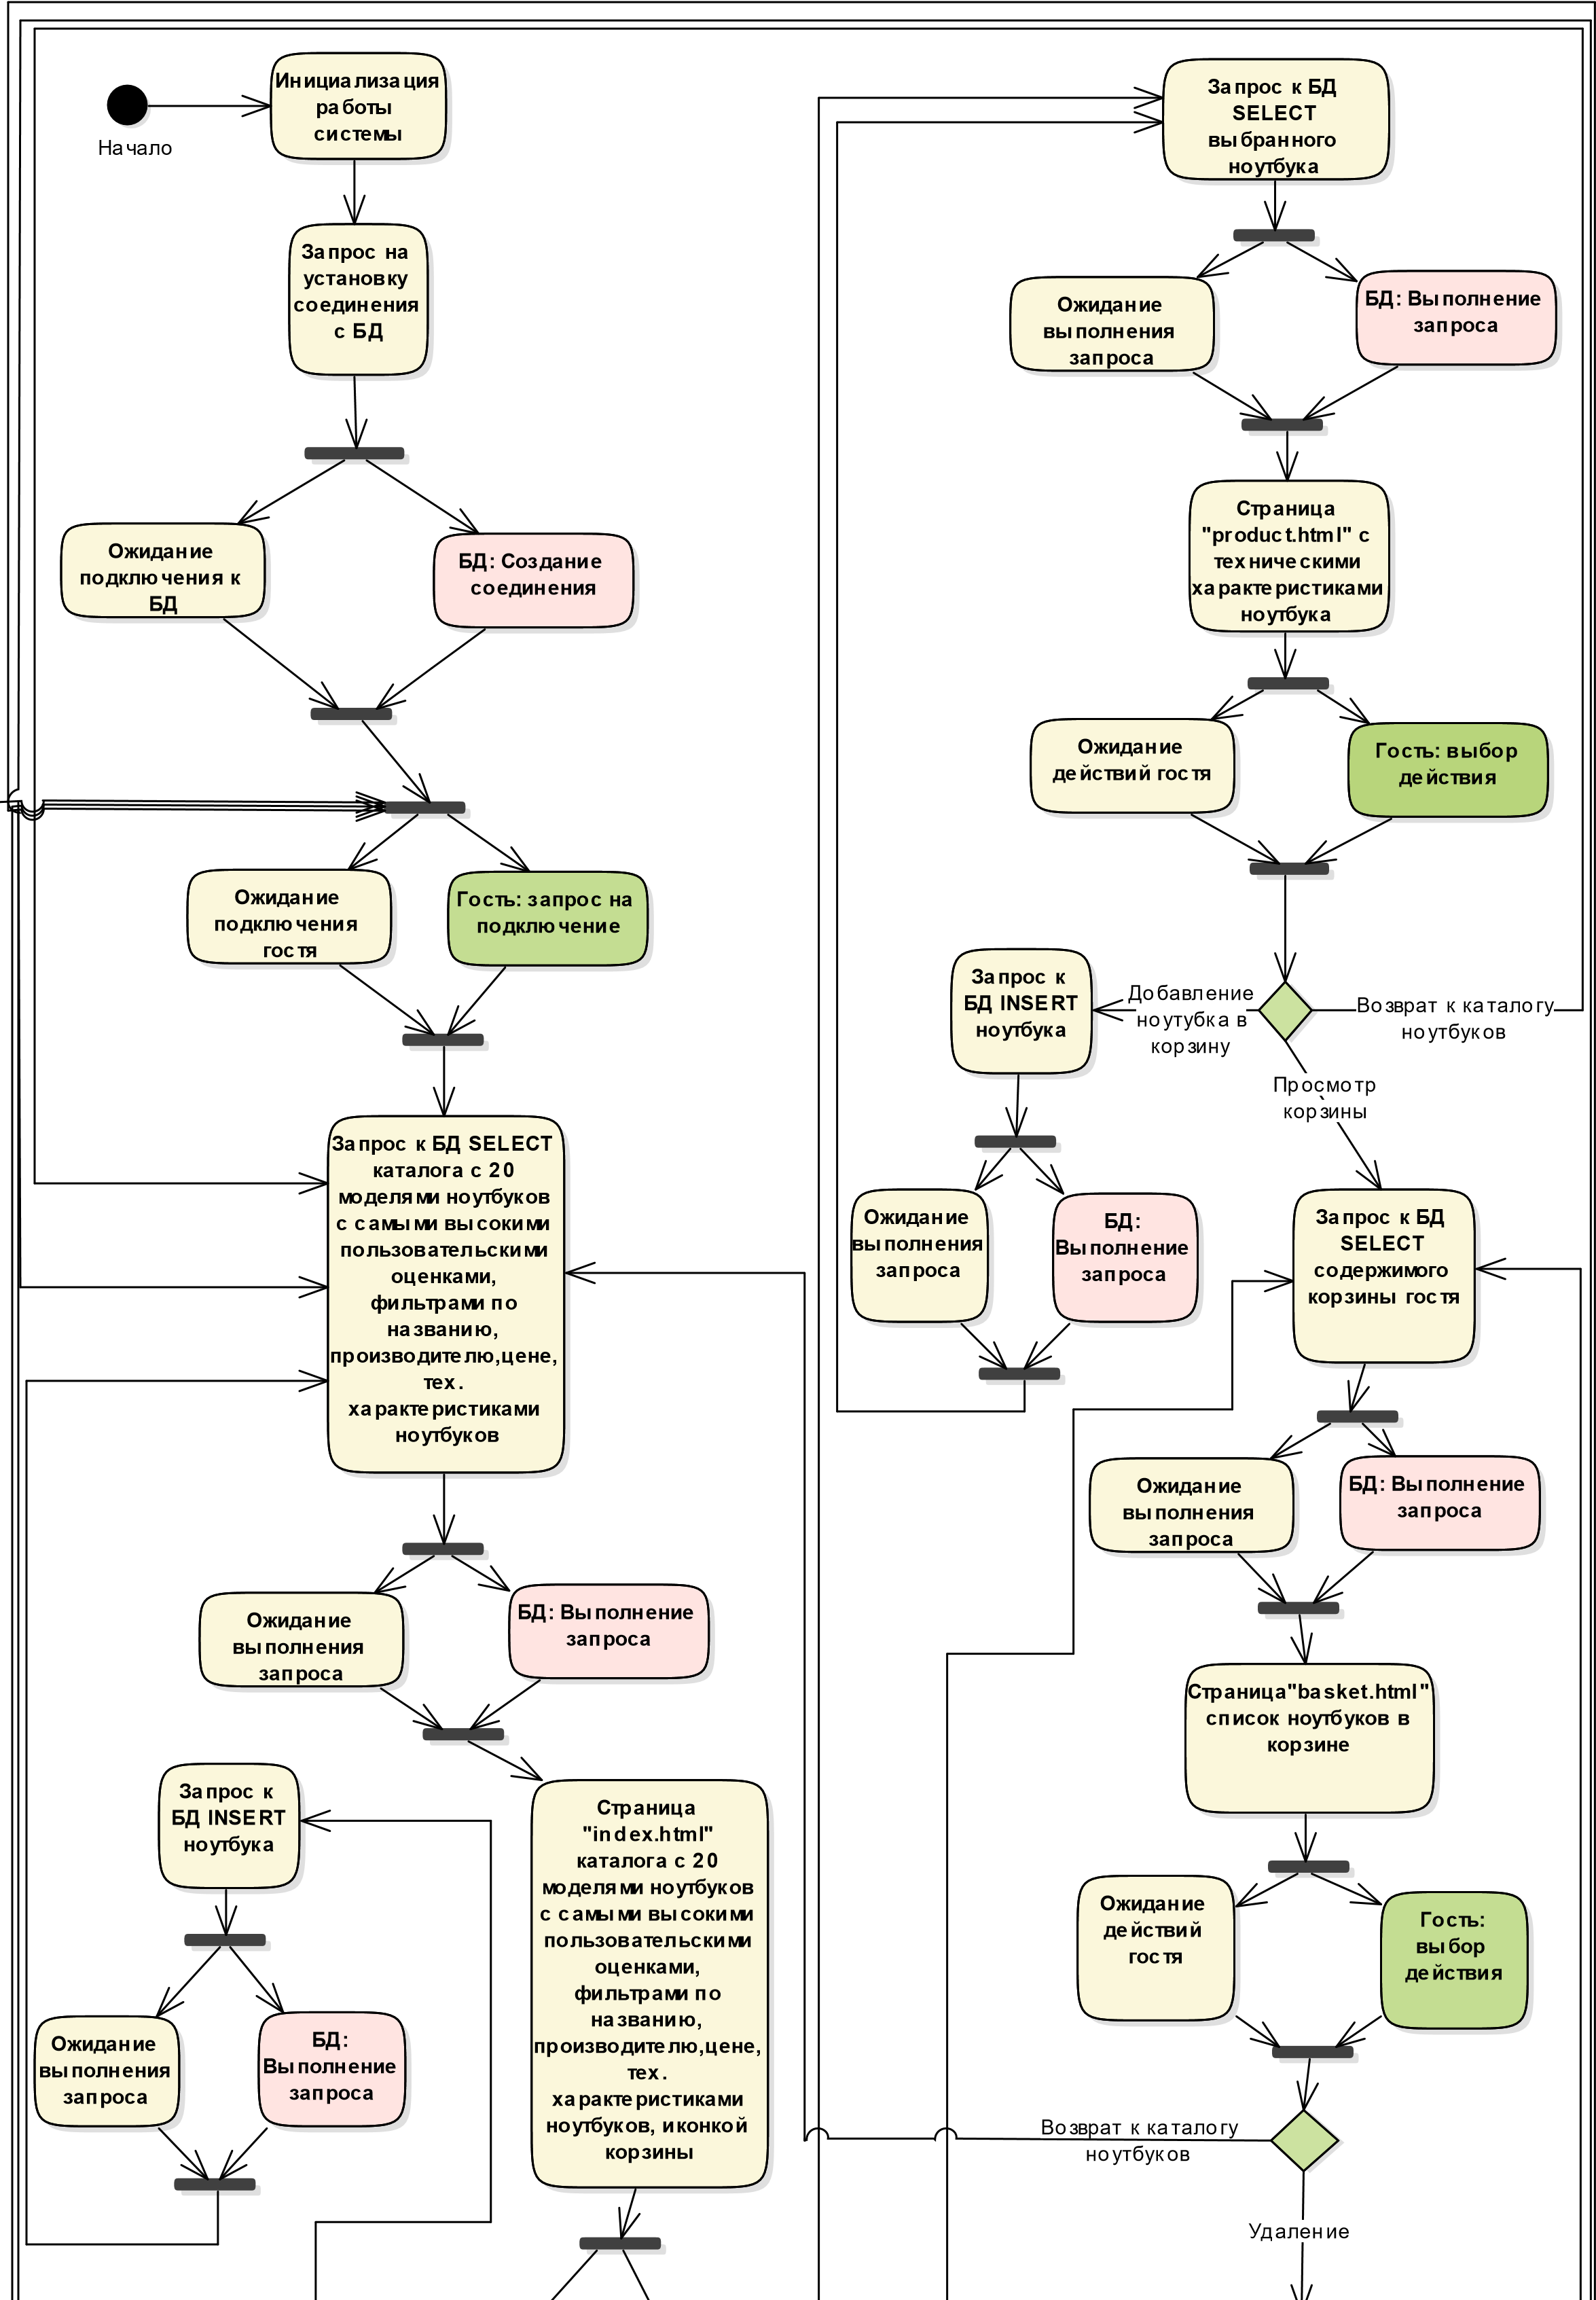 Начало
Инициализация
работы
системы
Запрос на
установку
соединения
с БД
Ожидание
подключения к
БД
БД: Создание
соединения
Ожидание
подключения
гостя
Гость: запрос на
подключение
Запрос к БД SELECT
каталога с 20
моделями ноутбуков
с самыми высокими
пользовательскими
оценками,
фильтрами по
названию,
производителю,цене,
тех.
характеристиками
ноутбуков
Ожидание
выполнения
запроса
БД: Выполнение
запроса
Запрос к
БД INSERT
ноутбука
Ожидание
выполнения
запроса
БД:
Выполнение
запроса
Страница
"index.html"
каталога с 20
моделями ноутбуков
с самыми высокими
пользовательскими
оценками,
фильтрами по
названию,
производителю,цене,
тех.
характеристиками
ноутбуков, иконкой
корзины
Запрос к БД
SELECT
выбранного
ноутбука
Ожидание
выполнения
запроса
БД: Выполнение
запроса
Страница
"product.html" с
техническими
характеристиками
ноутбука
Ожидание
действий гостя
Гость: выбор
действия
Добавление
ноутубка в
корзину
Возврат к каталогу
ноутбуков
Просмотр
корзины
Запрос к
БД INSERT
ноутбука
Ожидание
выполнения
запроса
БД:
Выполнение
запроса
Запрос к БД
SELECT
содержимого
корзины гостя
Ожидание
выполнения
запроса
БД: Выполнение
запроса
Страница"basket.html"
список ноутбуков в
корзине
Ожидание
действий
гостя
Гость:
выбор
действия
Возврат к каталогу
ноутбуков
Удаление